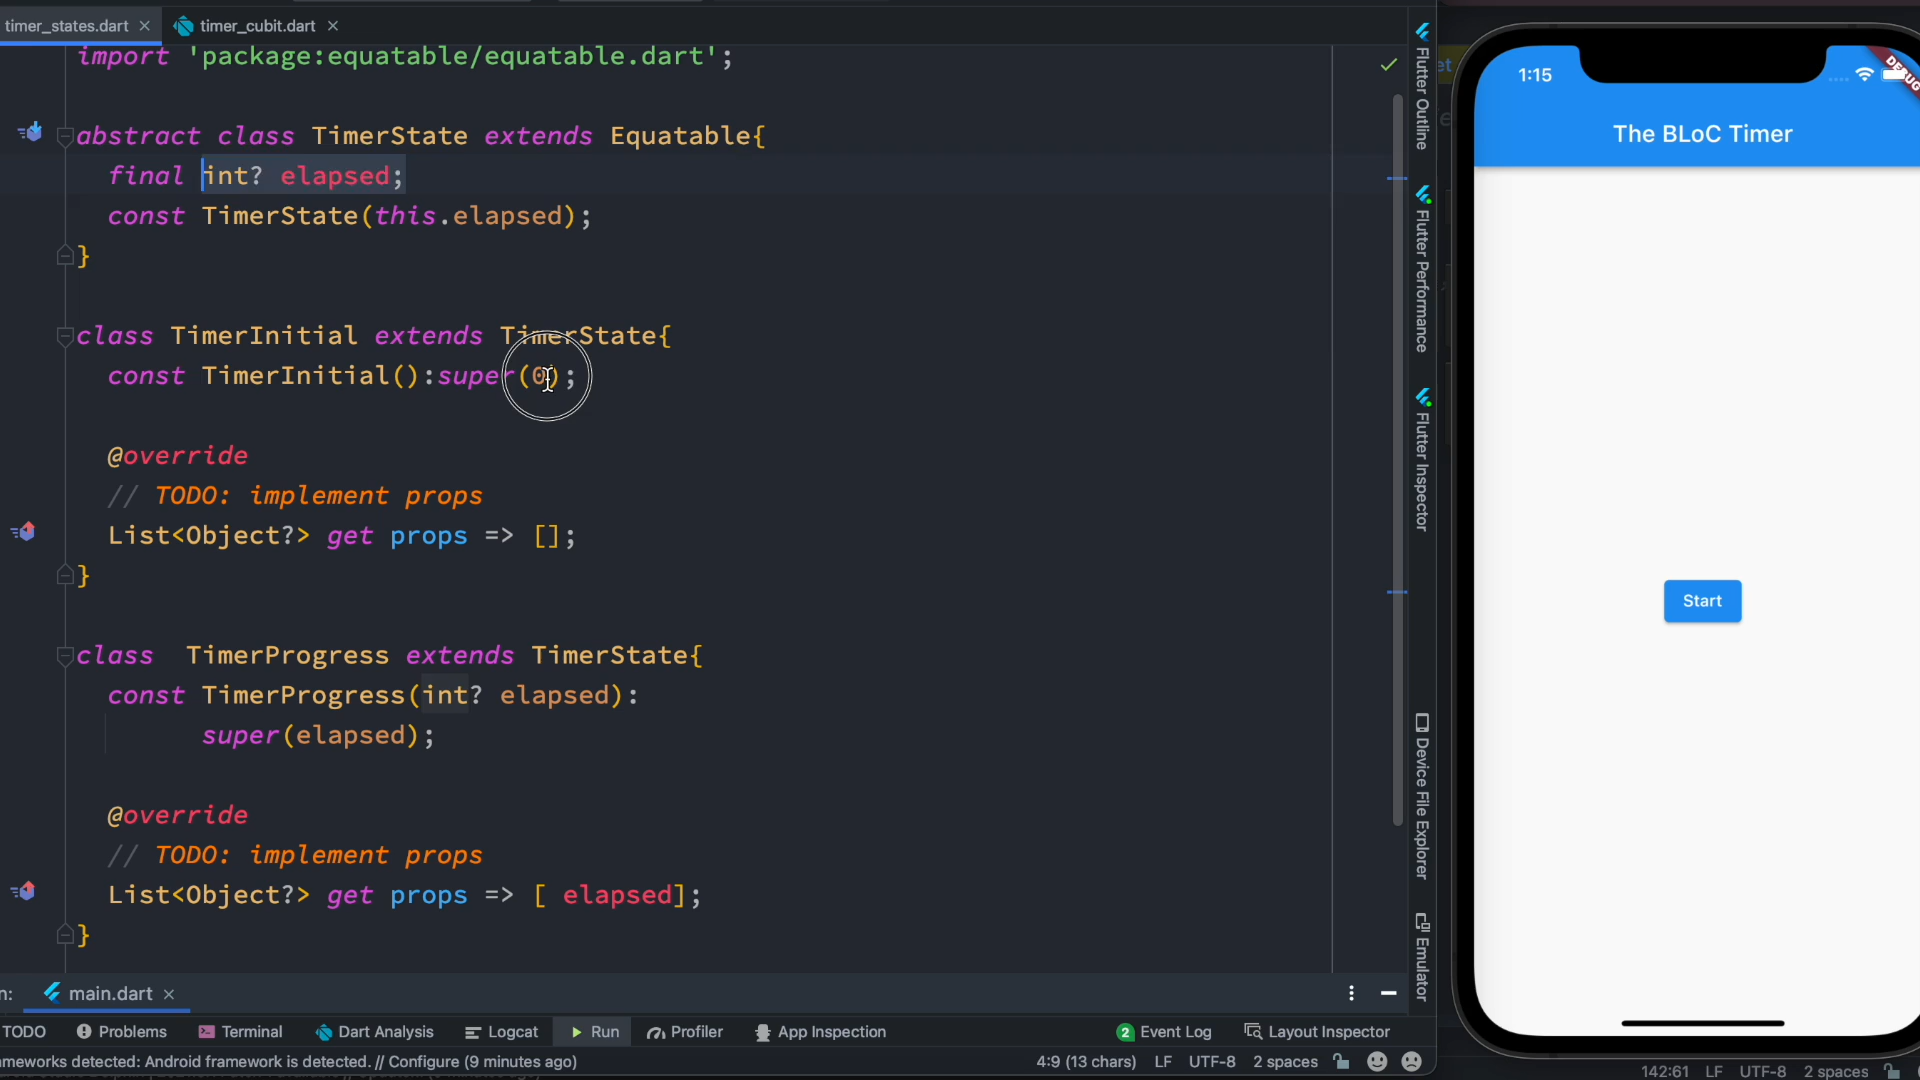 timer_states.dart
timer_cubit.dart
import 'package:equatable/equatable.dart';
abstract class TimerState extends Equatable{
final int? elapsed;
const TimerState(this.elapsed);
}
class TimerInitial extends TimerState{
const TimerInitial():super(0);
@override
// TODO: implement props
List<Object?> get props => [];
}
class TimerProgress extends TimerState{
const TimerProgress(int? elapsed):
super(elapsed);
@override
// TODO: implement props
List<Object?> get props => [ elapsed];
}
n:
main.dart
TODO
Problems
Terminal
Dart Analysis
Logcat
Run
Profiler
App Inspection
2 Event Log
Layout Inspector
meworks detected: Android framework is detected. // Configure (9 minutes ago)
4:9 (13 chars)
LF
UTF-8
2 spaces
Flutter Outline
Flutter Performance
Flutter Inspector
Device File Explorer
Emulator
1:15
DEBUG
The BLoC Timer
Start
142:61
LF
UTF-8
2 spaces